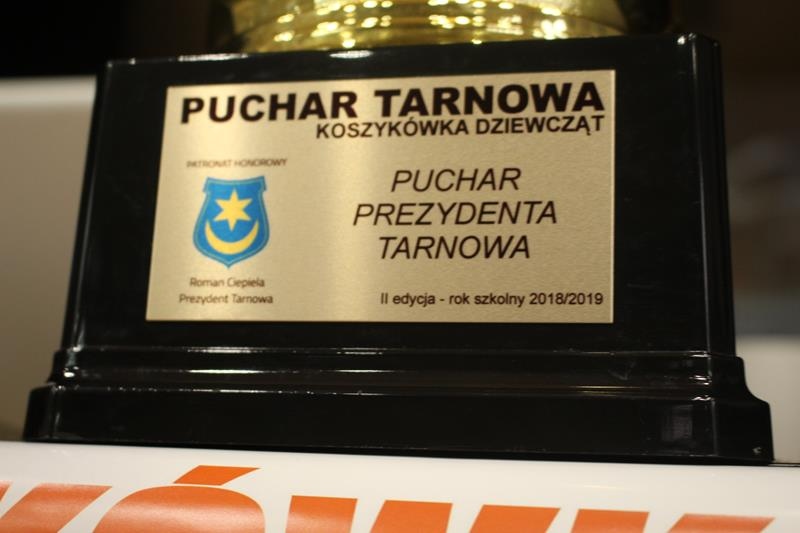 PUCHAR TARNOWA
KOSZYKÓWKA DZIEWCZĄT
PATRONAT HONOROWY
PUCHAR
PREZYDENTA
TARNOWA
Roman Ciepiela
Prezydent Tarnowa
II edycja - rok szkolny 2018/2019
KÓWK